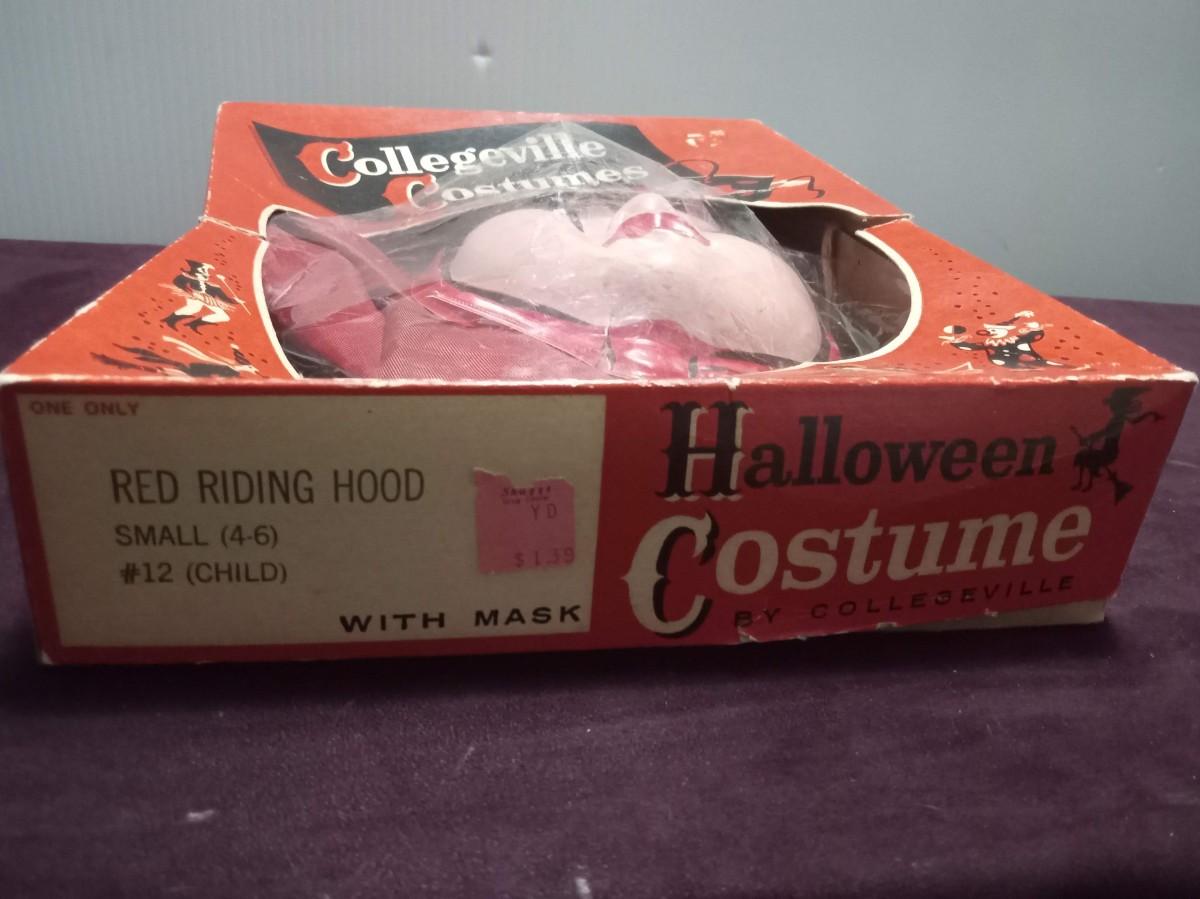 Collegeville
Costumes
ONE ONLY
RED RIDING HOOD
SMALL (4-6)
#12 (CHILD)
WITH MASK
YD
$1.39
Halloween
Costume
BY COLLEGEVILLE